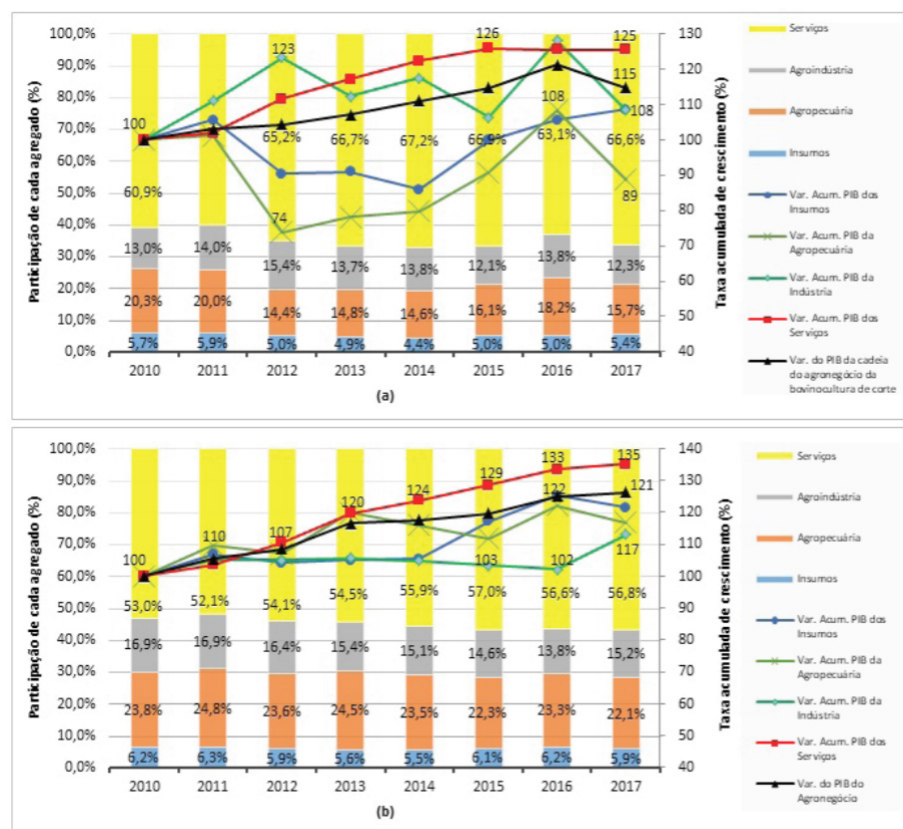 Participação de cada agregado (%)
100,0%
90,0%
80,0%
70,0%
60,0%
50,0%
40,0%
30,0%
20,0%
10,0%
0,0%
100 123 126 108 125 115 108
74 89
60,9% 65,2% 66,7% 67,2% 66,9% 63,1% 66,6%
13,0% 14,0% 15,4% 13,7% 13,8% 12,1% 13,8% 12,3%
20,3% 20,0% 14,4% 14,8% 14,6% 16,1% 18,2% 15,7%
5,7% 5,9% 5,0% 4,9% 4,4% 5,0% 5,0% 5,4%
2010 2011 2012 2013 2014 2015 2016 2017
(a)
130
120
110
100
90
80
70
60
50
40
Taxa acumulada de crescimento (%)
Serviços
Agroindústria
Agropecuária
Insumos
Var. Acum. PIB dos
Insumos
Var. Acum. PIB da
Agropecuária
Var. Acum. PIB da
Indústria
Var. Acum. PIB dos
Serviços
Var. do PIB da cadeia
do agronegócio da
bovinocultura de corte
Participação de cada agregado (%)
100,0%
90,0%
80,0%
70,0%
60,0%
50,0%
40,0%
30,0%
20,0%
10,0%
0,0%
100 110 107 120 124 129 133 135
122 121
103 102 117
53,0% 52,1% 54,1% 54,5% 55,9% 57,0% 56,6% 56,8%
16,9% 16,9% 16,4% 15,4% 15,1% 14,6% 13,8% 15,2%
23,8% 24,8% 23,6% 24,5% 23,5% 22,3% 23,3% 22,1%
6,2% 6,3% 5,9% 5,6% 5,5% 6,1% 6,2% 5,9%
2010 2011 2012 2013 2014 2015 2016 2017
(b)
140
130
120
110
100
90
80
70
60
50
40
Taxa acumulada de crescimento (%)
Serviços
Agroindústria
Agropecuária
Insumos
Var. Acum. PIB dos
Insumos
Var. Acum. PIB da
Agropecuária
Var. Acum. PIB da
Indústria
Var. Acum. PIB dos
Serviços
Var. do PIB do
Agronegócio